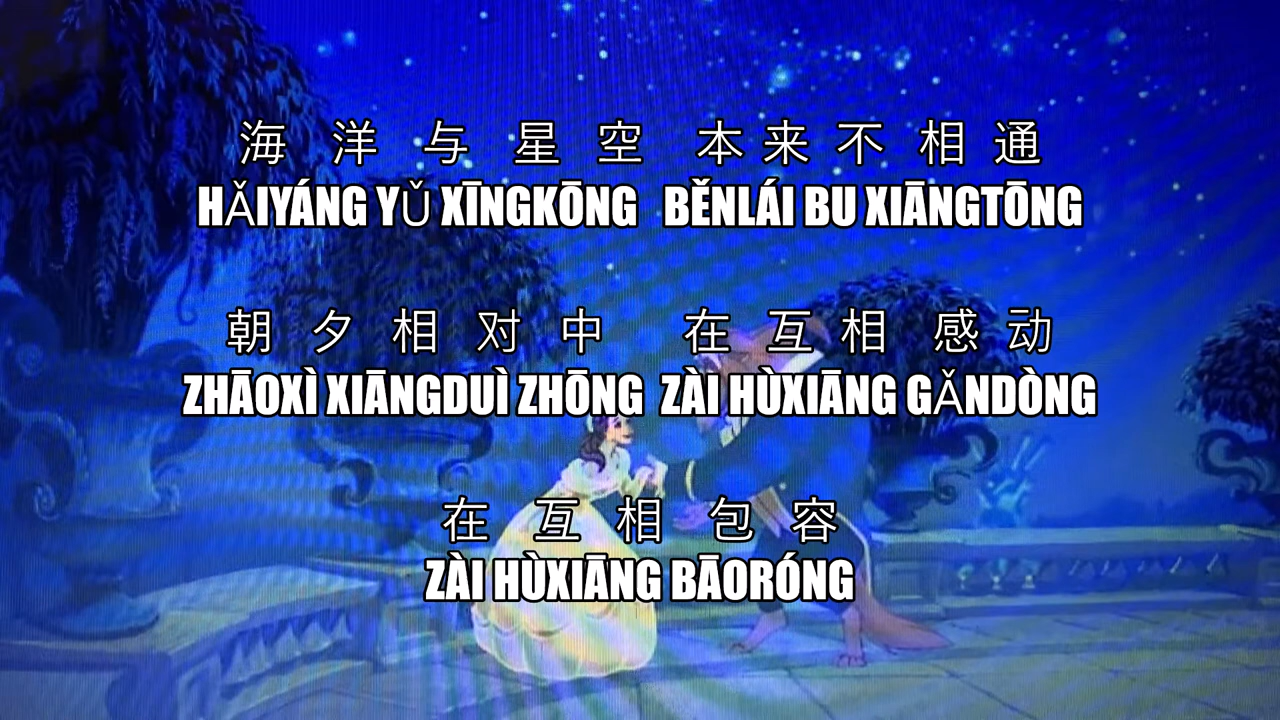 海 洋 与 星 空 本 来 不 相 通
HǍIYÁNG YǓ XĪNGKŌNG BĚNLÁI BU XIĀNGTŌNG
朝 夕 相 对 中 在 互 相 感 动
ZHĀOXÌ XIĀNGDUÌ ZHŌNG ZÀI HÙXIĀNG GǍNDÒNG
在 互 相 包 容
ZÀI HÙXIĀNG BĀORÓNG